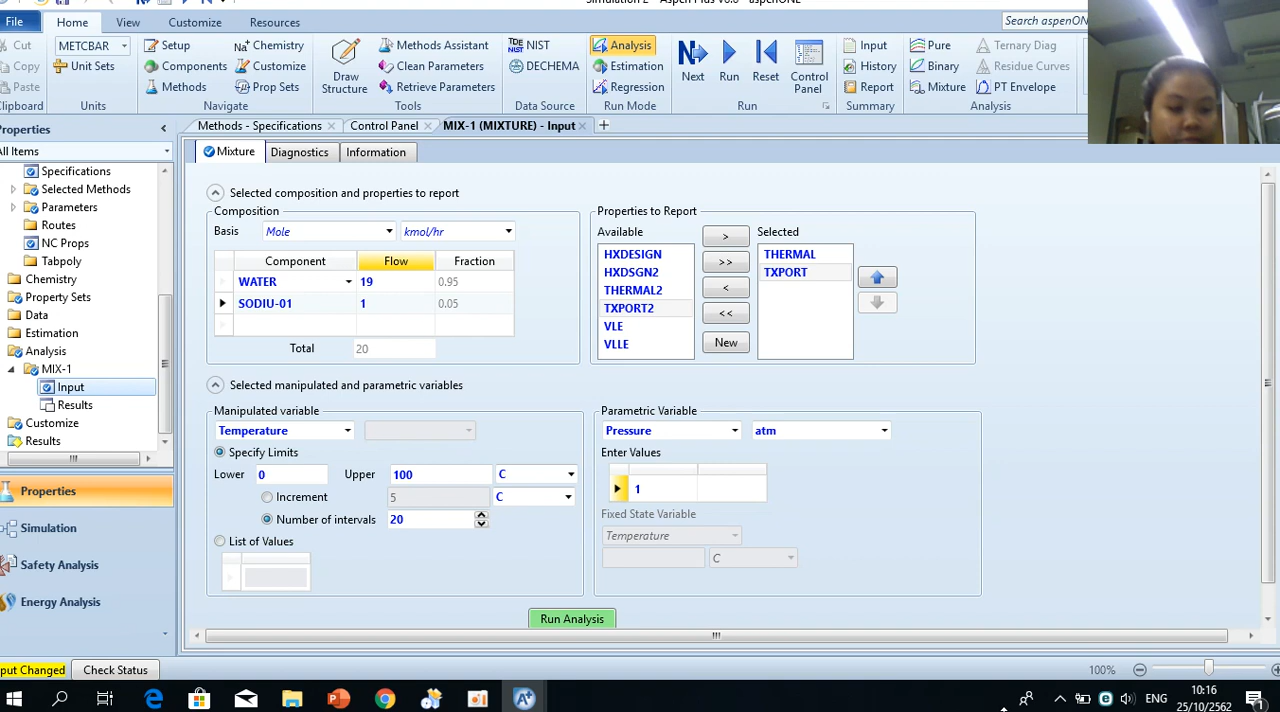 Simulation 2 - Aspen Plus V8.8 - aspenONE
File Home View Customize Resources
Search aspenONE
Cut METCBAR Setup Chemistry Methods Assistant NIST Analysis Input Pure Ternary Diag
Copy Unit Sets Components Customize Draw Structure Clean Parameters DECHEMA Estimation Next Run Reset Control Panel History Binary Residue Curves
Paste Methods Prop Sets Retrieve Parameters Regression Report Mixture PT Envelope
Clipboard Units Navigate Tools Data Source Run Mode Run Summary Analysis
Properties
Methods - Specifications Control Panel MIX-1 (MIXTURE) - Input
All Items
Mixture Diagnostics Information
Specifications
Selected Methods
Parameters
Routes
NC Props
Tabpoly
Chemistry
Property Sets
Data
Estimation
Analysis
MIX-1
Input
Results
Customize
Results
Properties
Simulation
Safety Analysis
Energy Analysis
Selected composition and properties to report
Composition
Basis Mole kmol/hr
Component Flow Fraction
WATER 19 0.95
SODIU-01 1 0.05
Total 20
Properties to Report
Available Selected
HXDESIGN
HXDSGN2
THERMAL2
TXPORT2
VLE
VLLE
>
>>
<
<<
New
THERMAL
TXPORT
Selected manipulated and parametric variables
Manipulated variable
Temperature
Specify Limits
Lower 0 Upper 100 C
Increment 5 C
Number of intervals 20
List of Values
Parametric Variable
Pressure atm
Enter Values
1
Fixed State Variable
Temperature
C
Run Analysis
put Changed Check Status
100%
ENG
10:16
25/10/2562
1